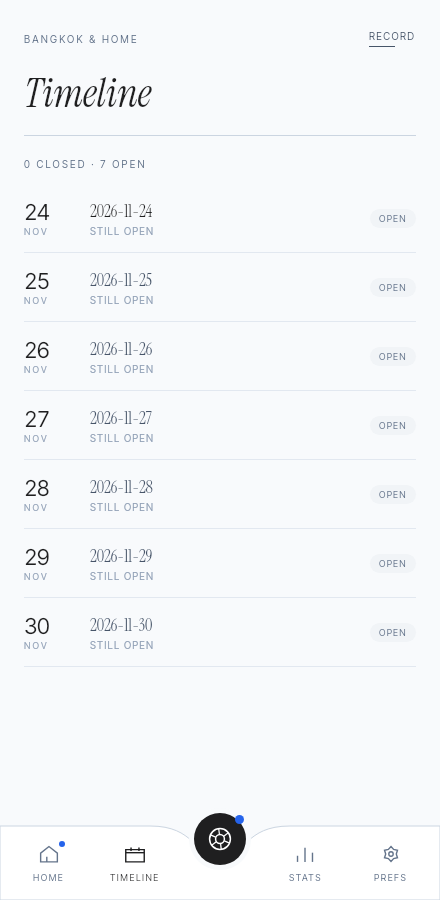 BANGKOK & HOME
RECORD
Timeline
0 CLOSED · 7 OPEN
24
NOV
2026-11-24
STILL OPEN
OPEN
25
NOV
2026-11-25
STILL OPEN
OPEN
26
NOV
2026-11-26
STILL OPEN
OPEN
27
NOV
2026-11-27
STILL OPEN
OPEN
28
NOV
2026-11-28
STILL OPEN
OPEN
29
NOV
2026-11-29
STILL OPEN
OPEN
30
NOV
2026-11-30
STILL OPEN
OPEN
HOME
TIMELINE
STATS
PREFS